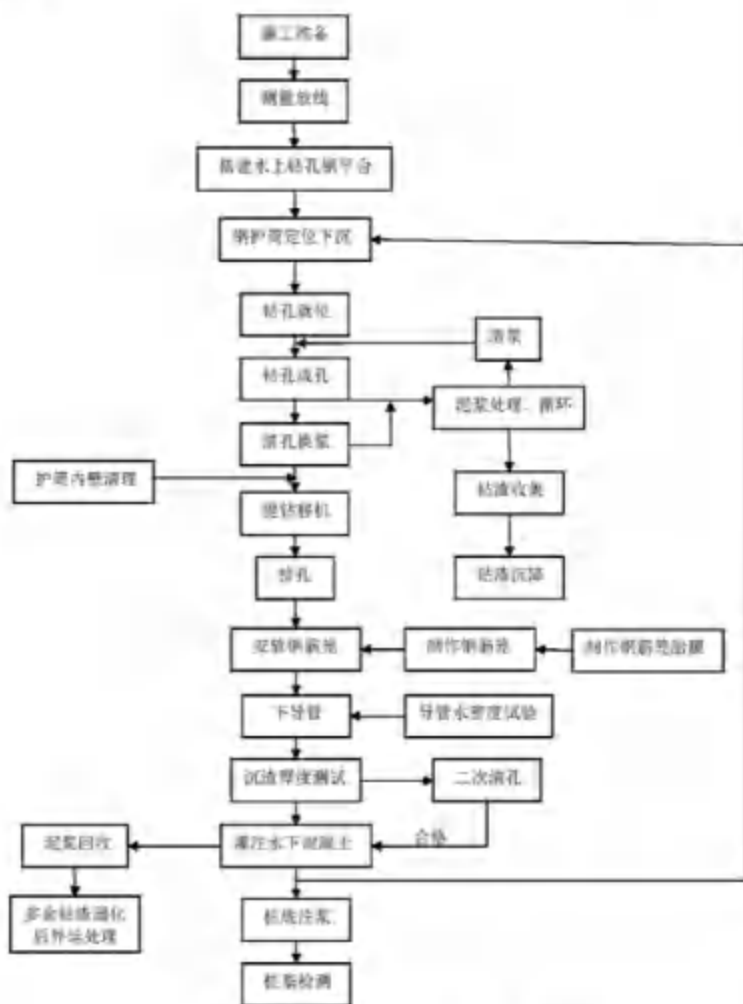 施工准备
测量放线
搭建水上钻孔钢平台
钢护筒定位下沉
钻孔就位
清浆
钻孔成孔
泥浆处理、循环
清孔换浆
护筒内壁清理
钻渣收集
提钻移机
终孔
钻渣沉淀
安放钢筋笼
制作钢筋笼
制作钢筋笼胎膜
下导管
导管水密度试验
沉渣厚度测试
二次清孔
泥浆回收
灌注水下混凝土
合格
多余钻渣固化
后外运处理
桩底注浆
桩基检测